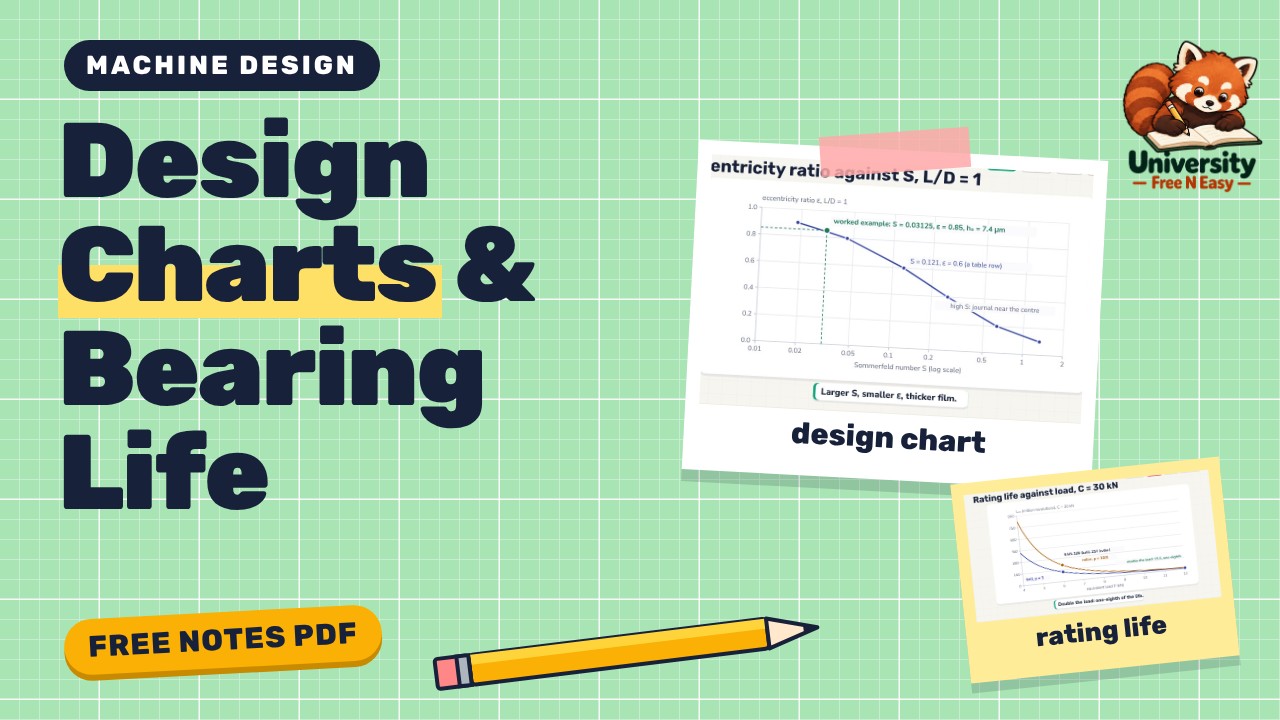 MACHINE DESIGN
Design
Charts &
Bearing
Life
FREE NOTES PDF
University
Free N Easy
entricity ratio against S, L/D = 1
eccentricity ratio ε, L/D = 1
1.0
0.8
0.6
0.4
0.2
0.0
worked example: S = 0.03125, ε = 0.85, h₀ = 7.4 µm
S = 0.121, ε = 0.6 (a table row)
high S: journal near the centre
0.01 0.02 0.05 0.1 0.2 0.5 1 2
Sommerfeld number S (log scale)
Larger S, smaller ε, thicker film.
design chart
Rating life against load, C = 30 kN
Double the load: one-eighth of the life.
rating life